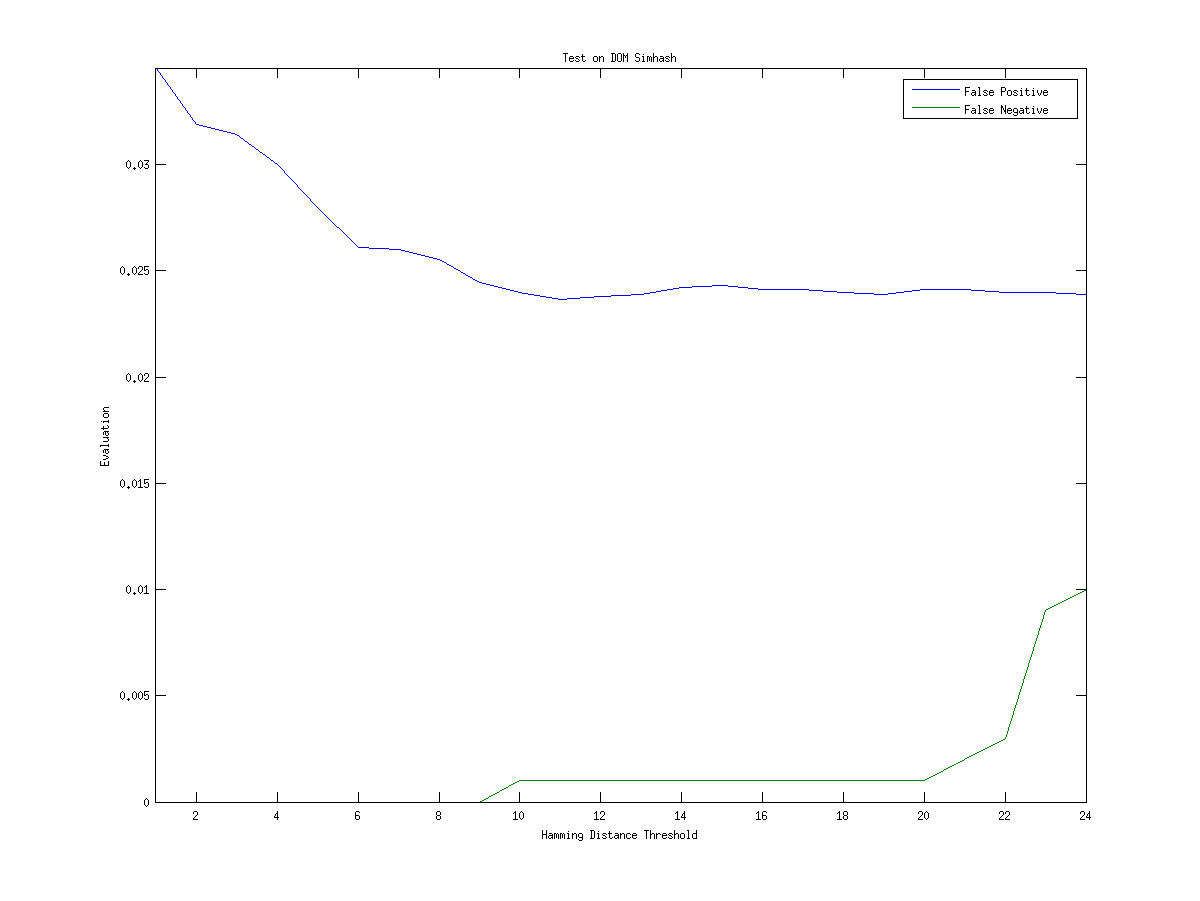 Test on DOM Simhash
False Positive
False Negative
0.03
0.025
0.02
0.015
0.01
0.005
0
Evaluation
2 4 6 8 10 12 14 16 18 20 22 24
Hamming Distance Threshold